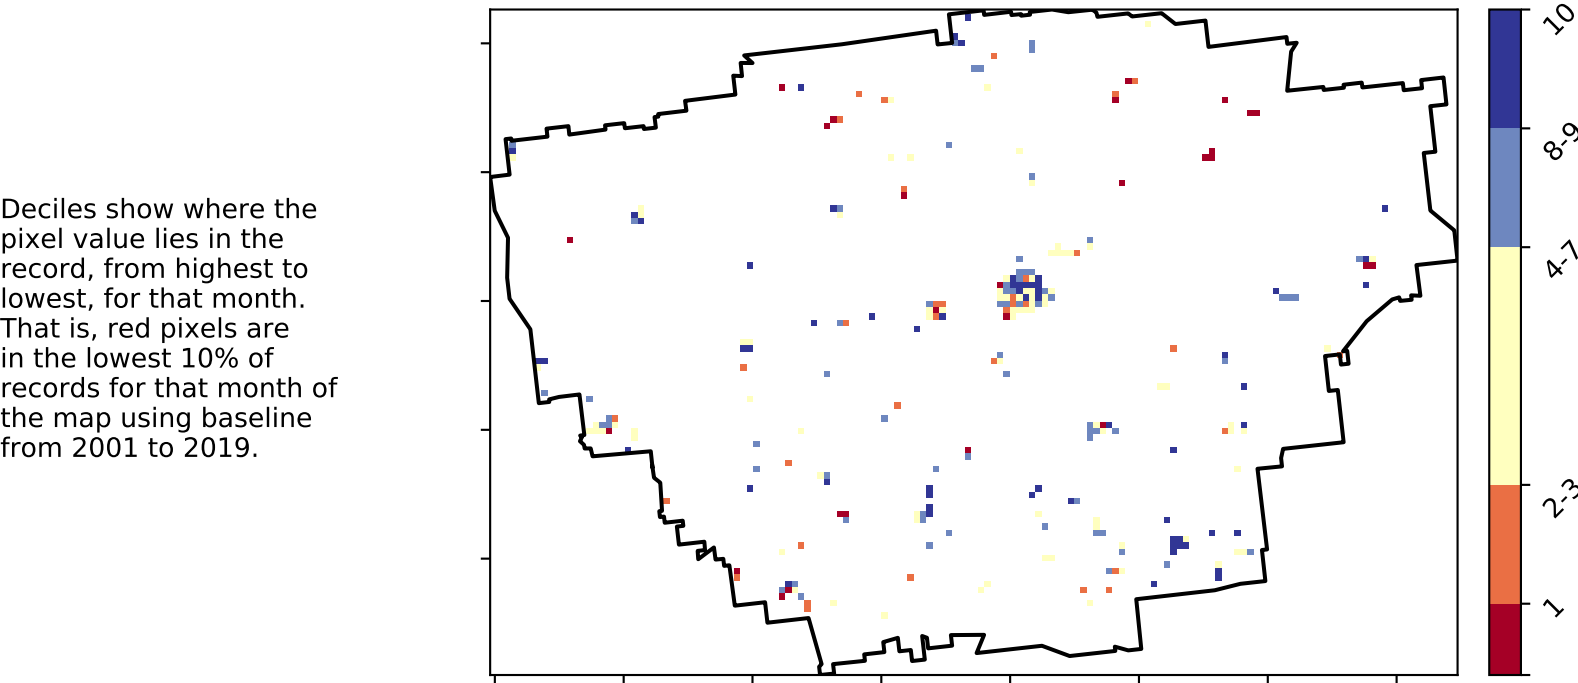 Deciles show where the
pixel value lies in the
record, from highest to
lowest, for that month.
That is, red pixels are
in the lowest 10% of
records for that month of
the map using baseline
from 2001 to 2019.
10
8-9
4-7
2-3
1